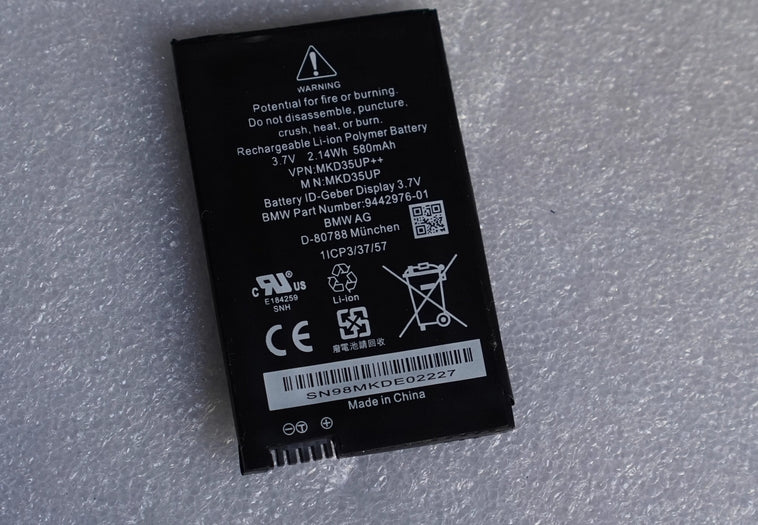 WARNING
Potential for fire or burning.
Do not disassemble, puncture,
crush, heat, or burn.
Rechargeable Li-ion Polymer Battery
3.7V 2.14Wh 580mAh
VPN:MKD35UP++
M N:MKD35UP
Battery ID-Geber Display 3.7V
BMW Part Number:9442976-01
BMW AG
D-80788 München
1ICP3/37/57
c RU US
E184259
SNH
Li-ion
CE
廢電池請回收
SN98MKDE02227
Made in China